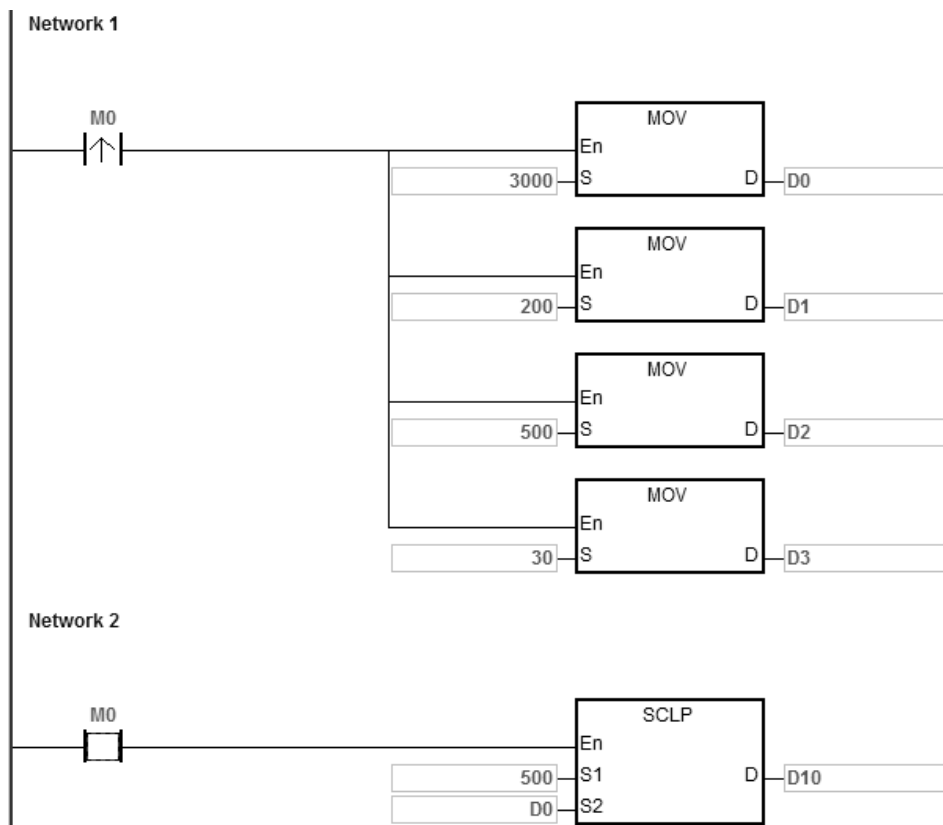 Network 1
M0
MOV
En
3000 S D D0
MOV
En
200 S D D1
MOV
En
500 S D D2
MOV
En
30 S D D3
Network 2
M0
SCLP
En
500 S1 D D10
D0 S2